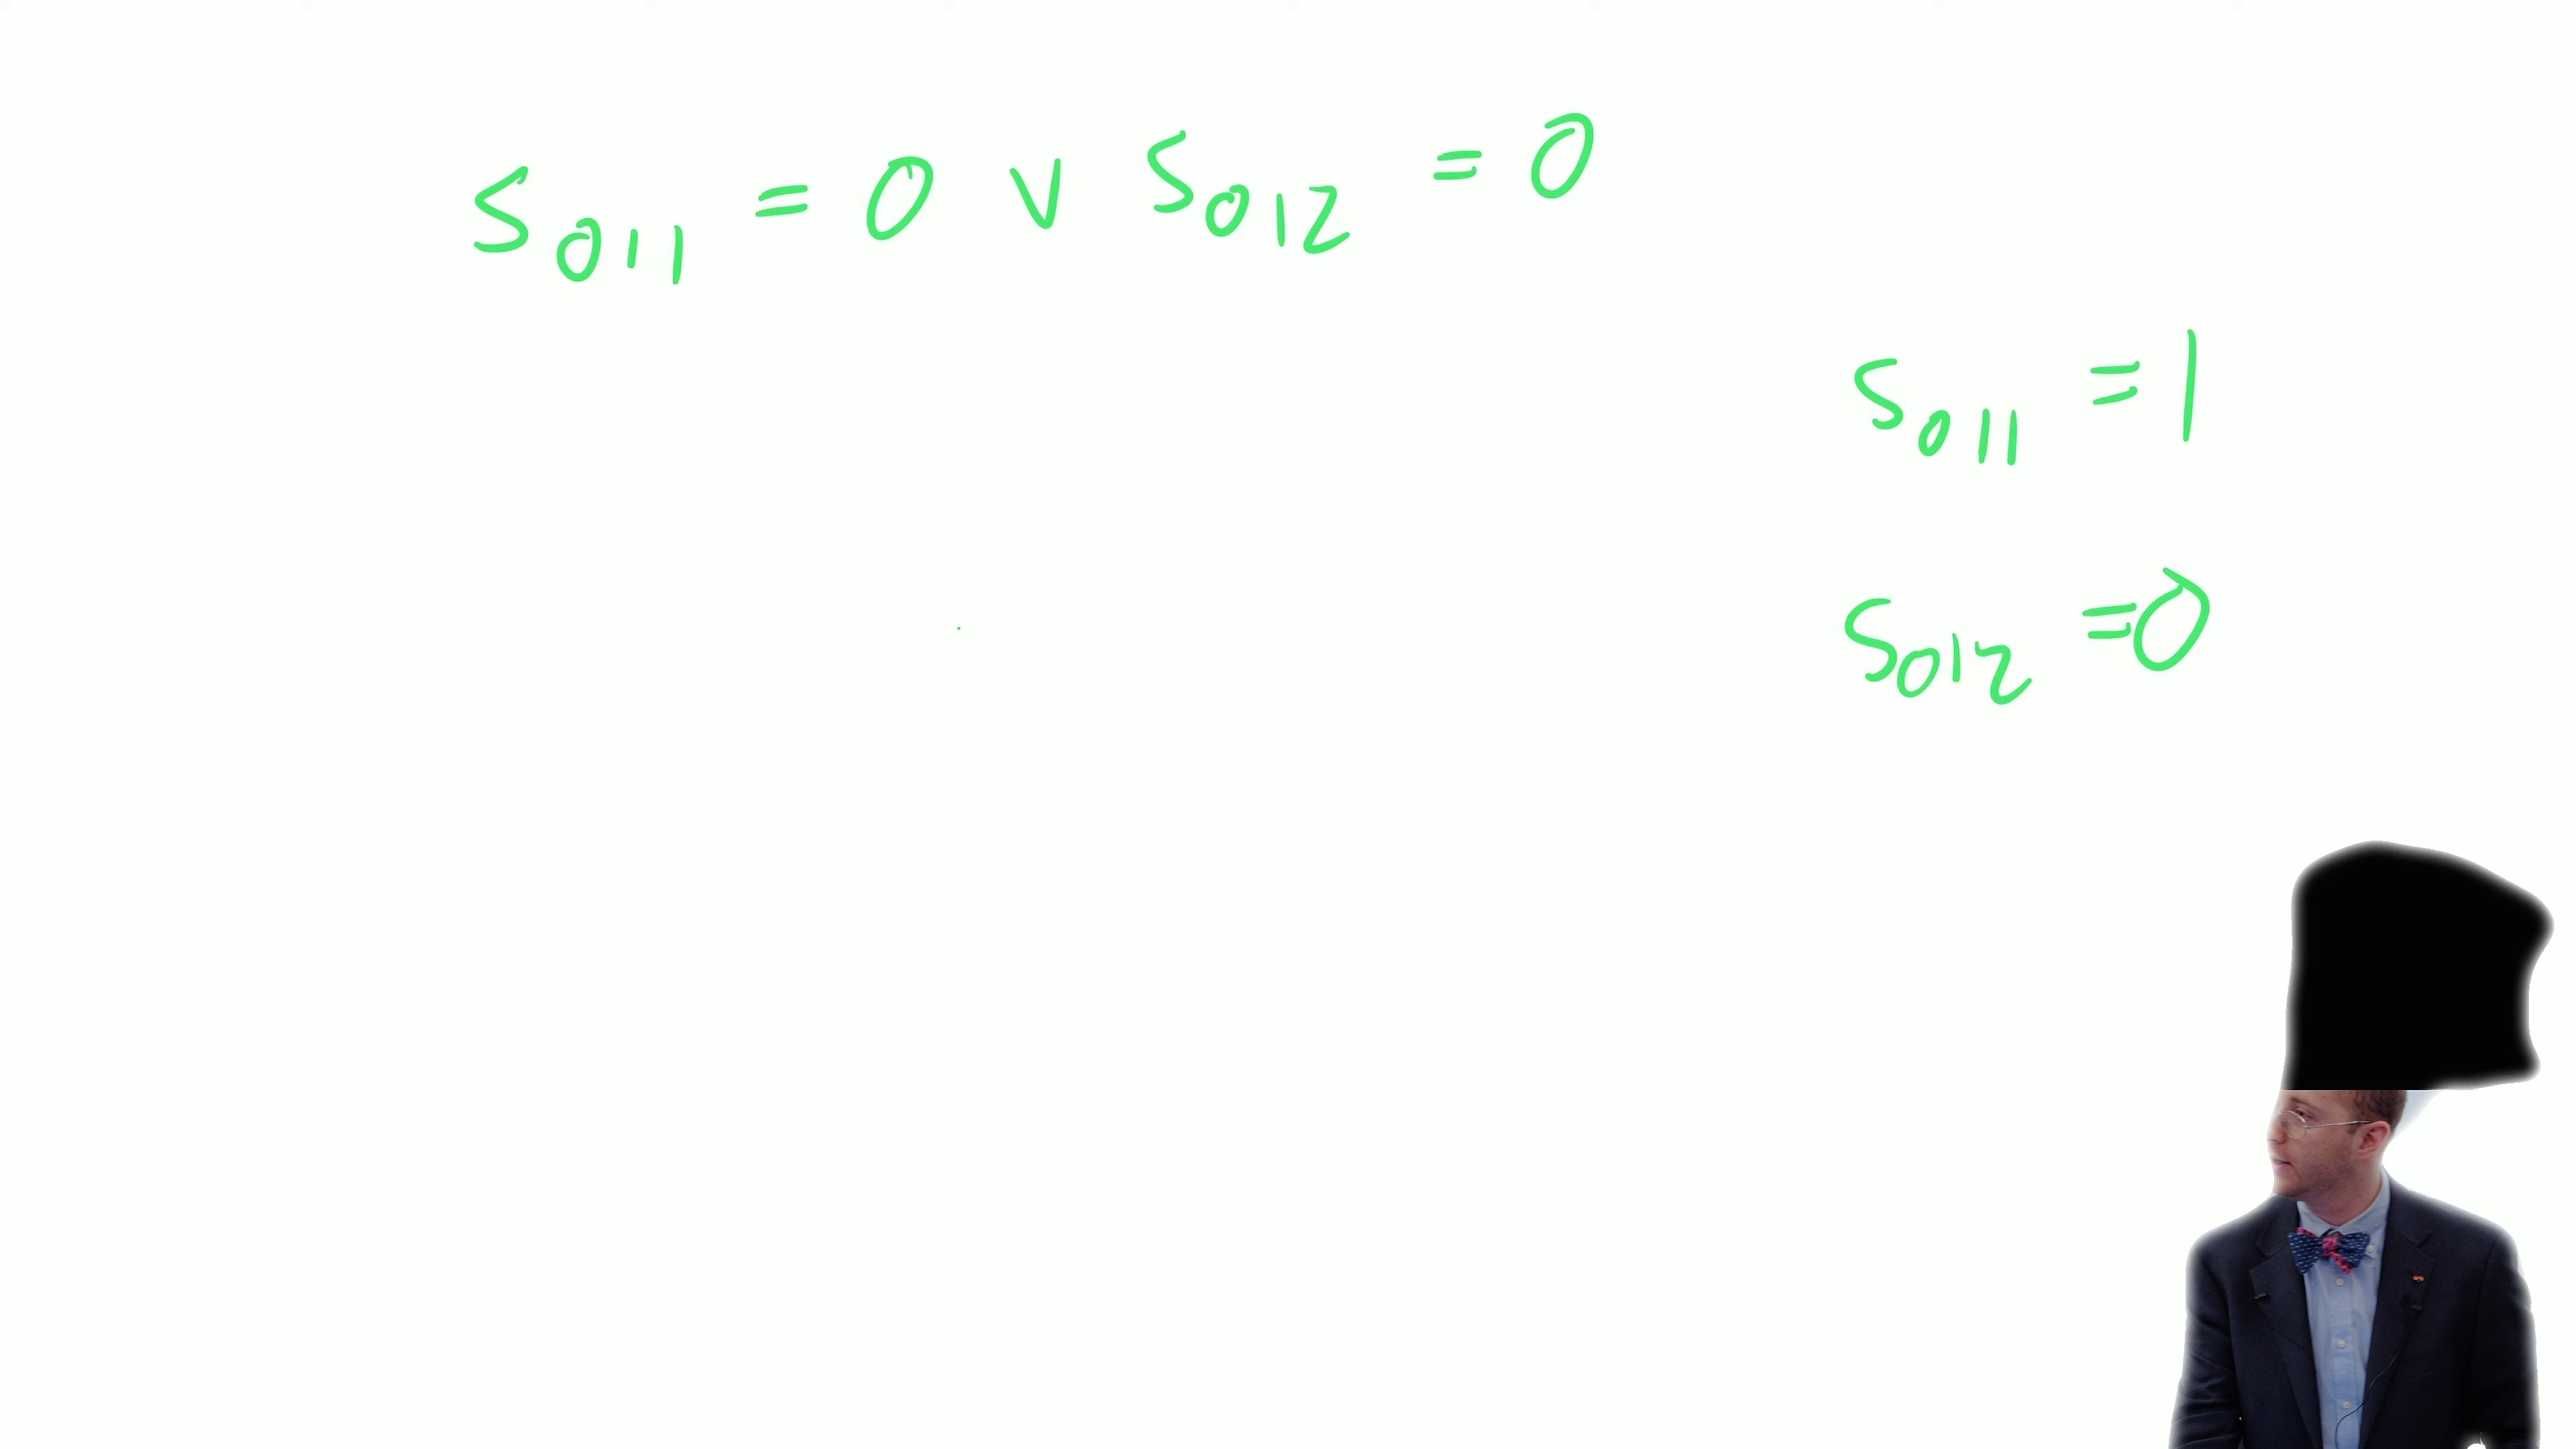 S₀₁₁ = 0 ∨ S₀₁₂ = 0
S₀₁₁ = 1
S₀₁₂ = 0